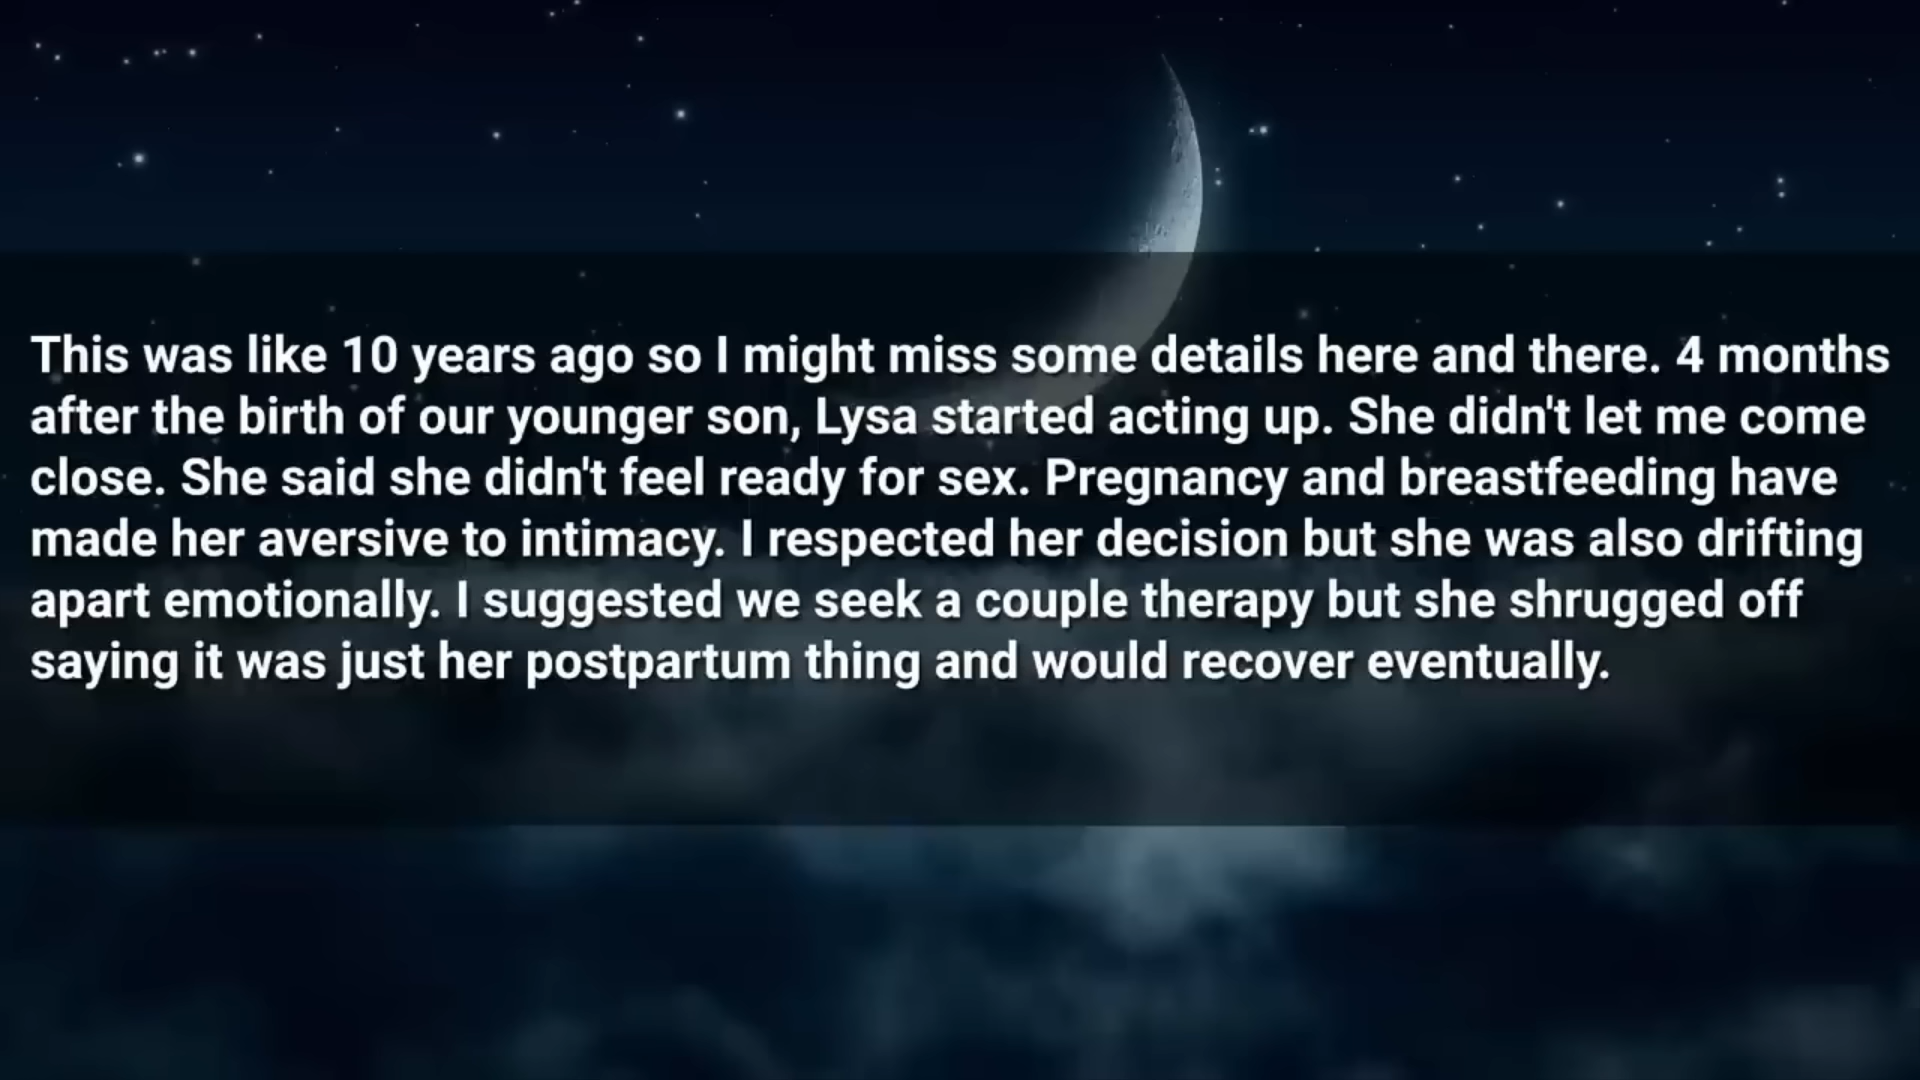 This was like 10 years ago so I might miss some details here and there. 4 months
after the birth of our younger son, Lysa started acting up. She didn't let me come
close. She said she didn't feel ready for sex. Pregnancy and breastfeeding have
made her aversive to intimacy. I respected her decision but she was also drifting
apart emotionally. I suggested we seek a couple therapy but she shrugged off
saying it was just her postpartum thing and would recover eventually.